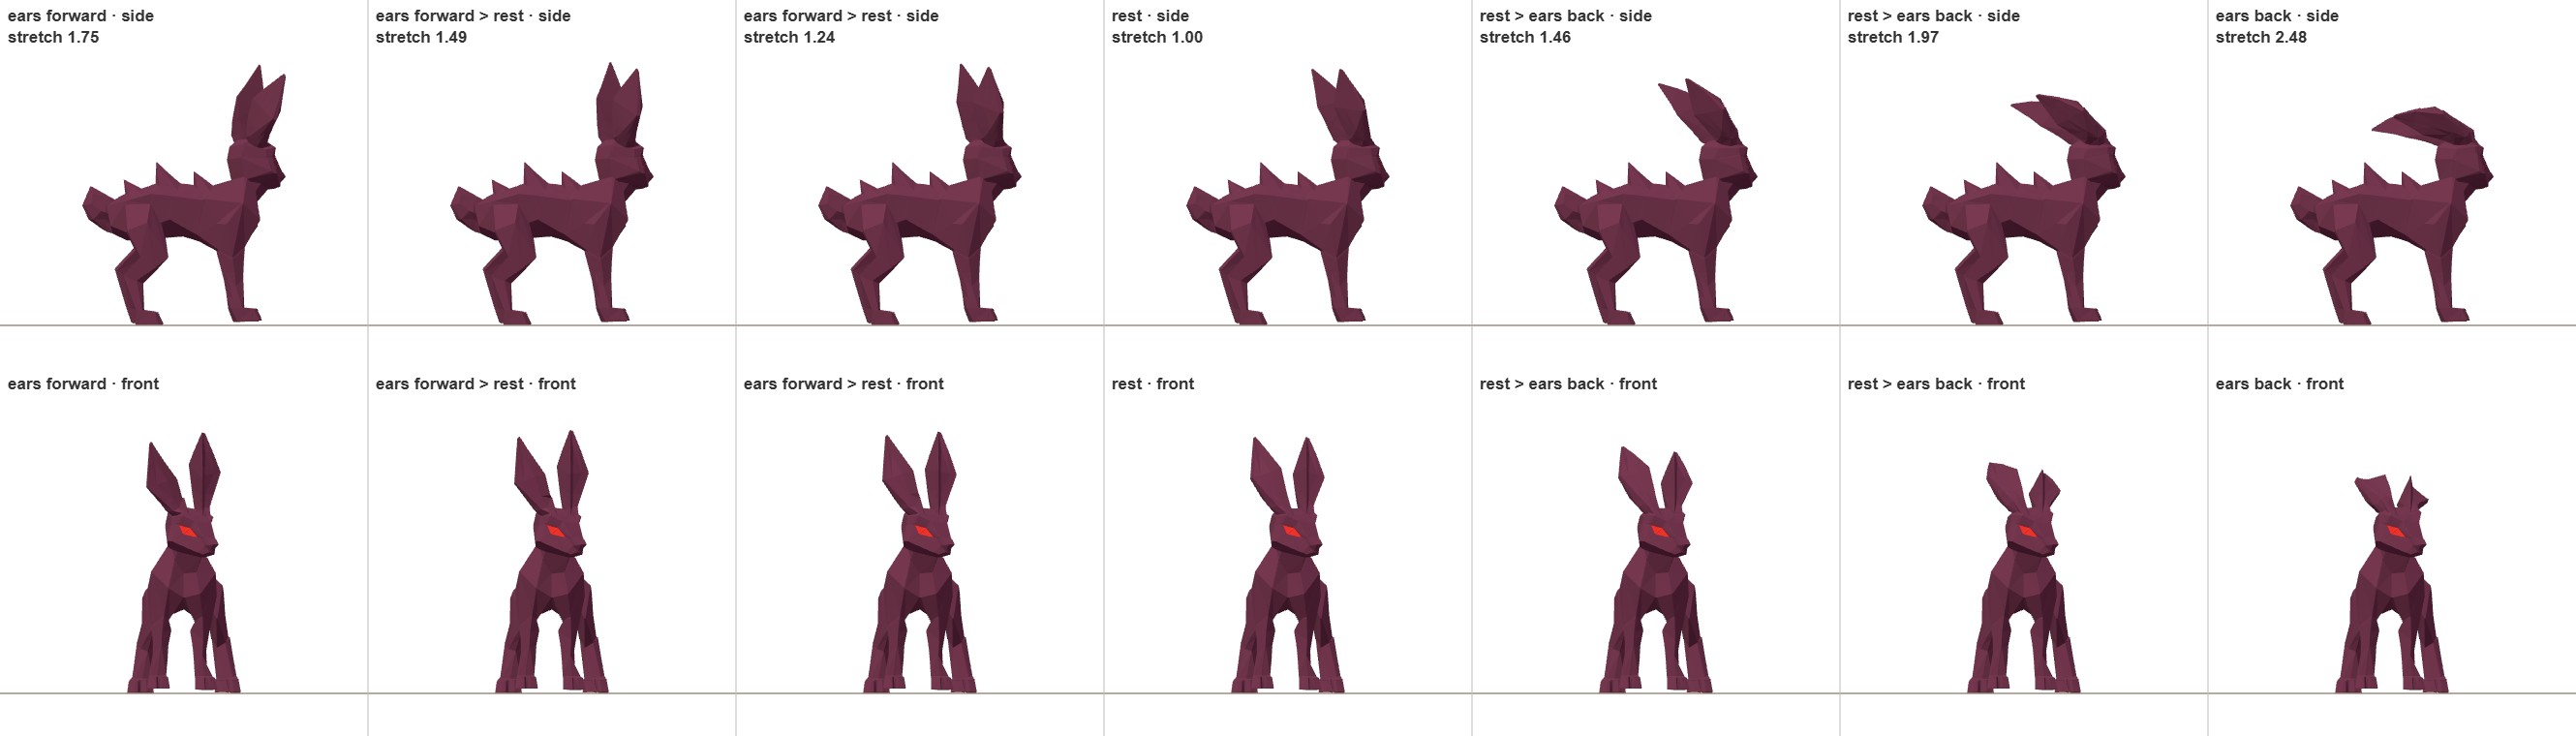 ears forward · side
stretch 1.75
ears forward > rest · side
stretch 1.49
ears forward > rest · side
stretch 1.24
rest · side
stretch 1.00
rest > ears back · side
stretch 1.46
rest > ears back · side
stretch 1.97
ears back · side
stretch 2.48
ears forward · front
ears forward > rest · front
ears forward > rest · front
rest · front
rest > ears back · front
rest > ears back · front
ears back · front